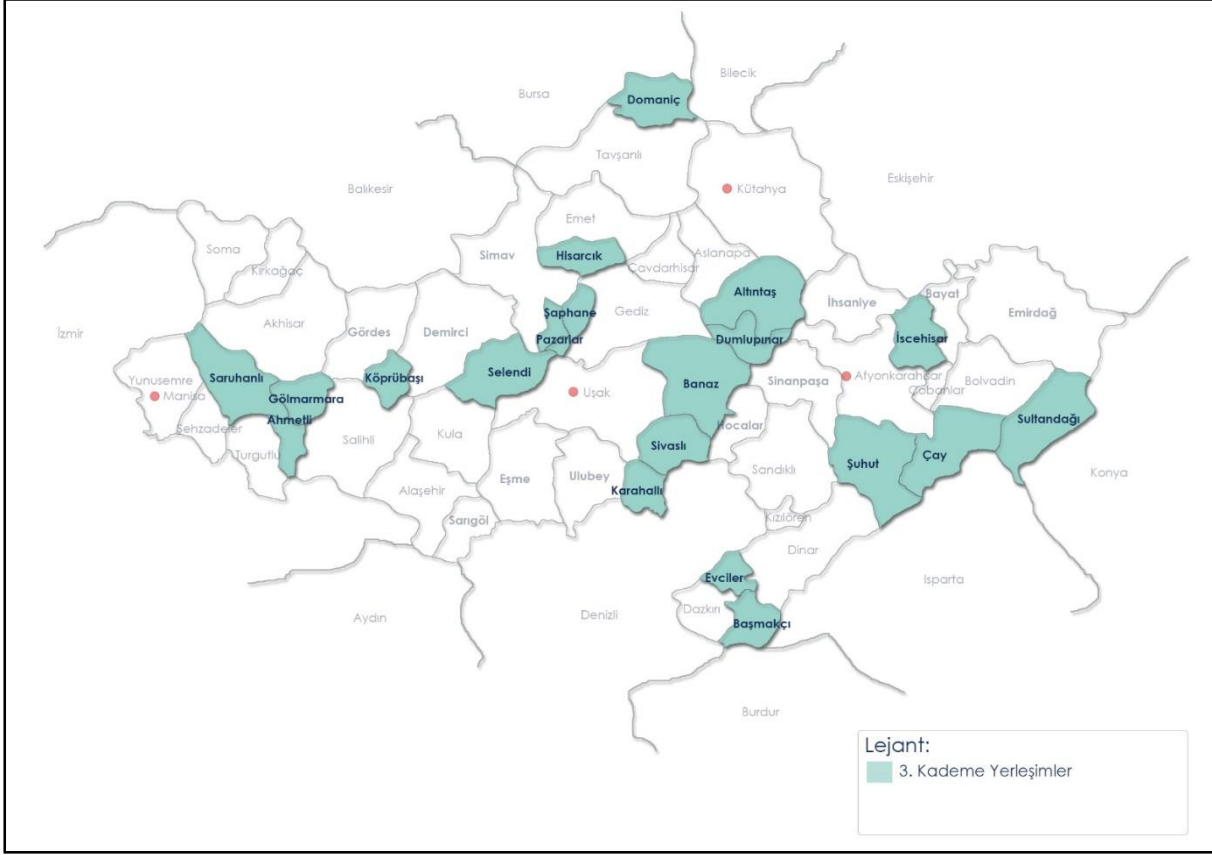 Bilecik
Bursa
Domaniç
Tavşanlı
Eskişehir
Balıkesir
Kütahya
Emet
Soma
Simav
Hisarcık
Aslanapa
Kırkağaç
Çavdarhisar
Altıntaş
İhsaniye
Bayat
Şaphane
Gediz
Emirdağ
Akhisar
İzmir
Gördes
Demirci
Pazarlar
Dumlupınar
İscehisar
Yunusemre
Saruhanlı
Köprübaşı
Selendi
Banaz
Sinanpaşa
Afyonkarahisar
Bolvadin
Manisa
Gölmarmara
Uşak
Çobanlar
Ahmetli
Şehzadeler
Salihli
Kula
Hocalar
Sultandağı
Turgutlu
Sivaslı
Şuhut
Çay
Eşme
Ulubey
Sandıklı
Konya
Alaşehir
Karahallı
Sarıgöl
Kızılören
Dinar
Evciler
Isparta
Aydın
Denizli
Dazkırı
Başmakçı
Burdur
Lejant:
3. Kademe Yerleşimler